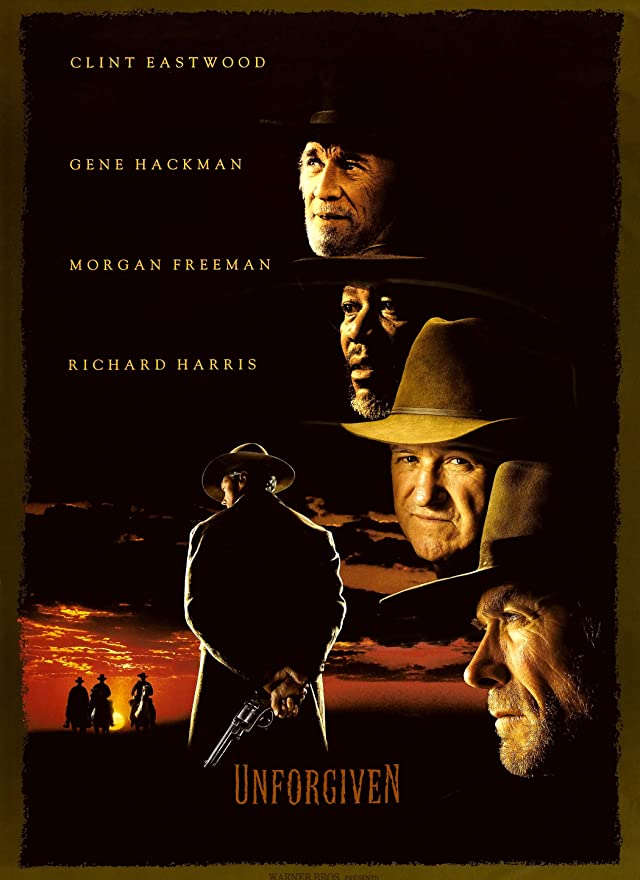 CLINT EASTWOOD
GENE HACKMAN
MORGAN FREEMAN
RICHARD HARRIS
UNFORGIVEN
WARNER BROS. PRESENTS